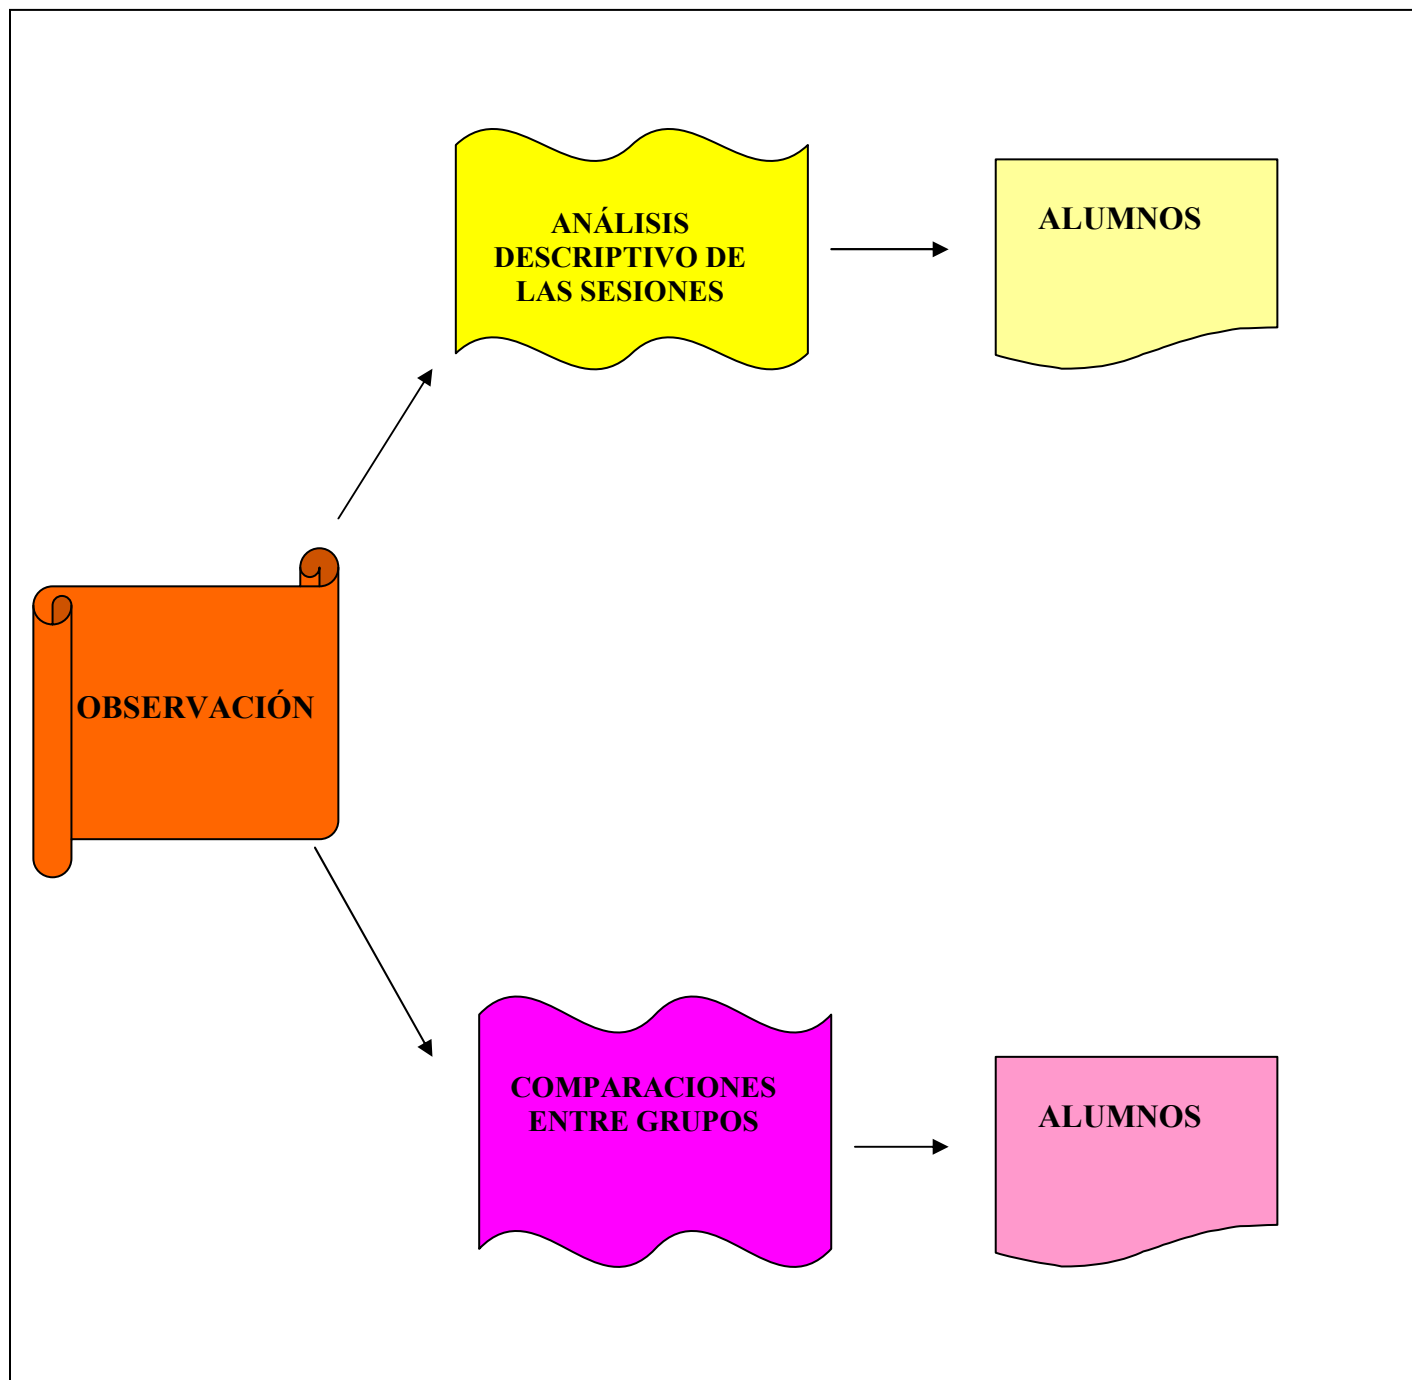 ANÁLISIS
DESCRIPTIVO DE
LAS SESIONES
ALUMNOS
OBSERVACIÓN
COMPARACIONES
ENTRE GRUPOS
ALUMNOS